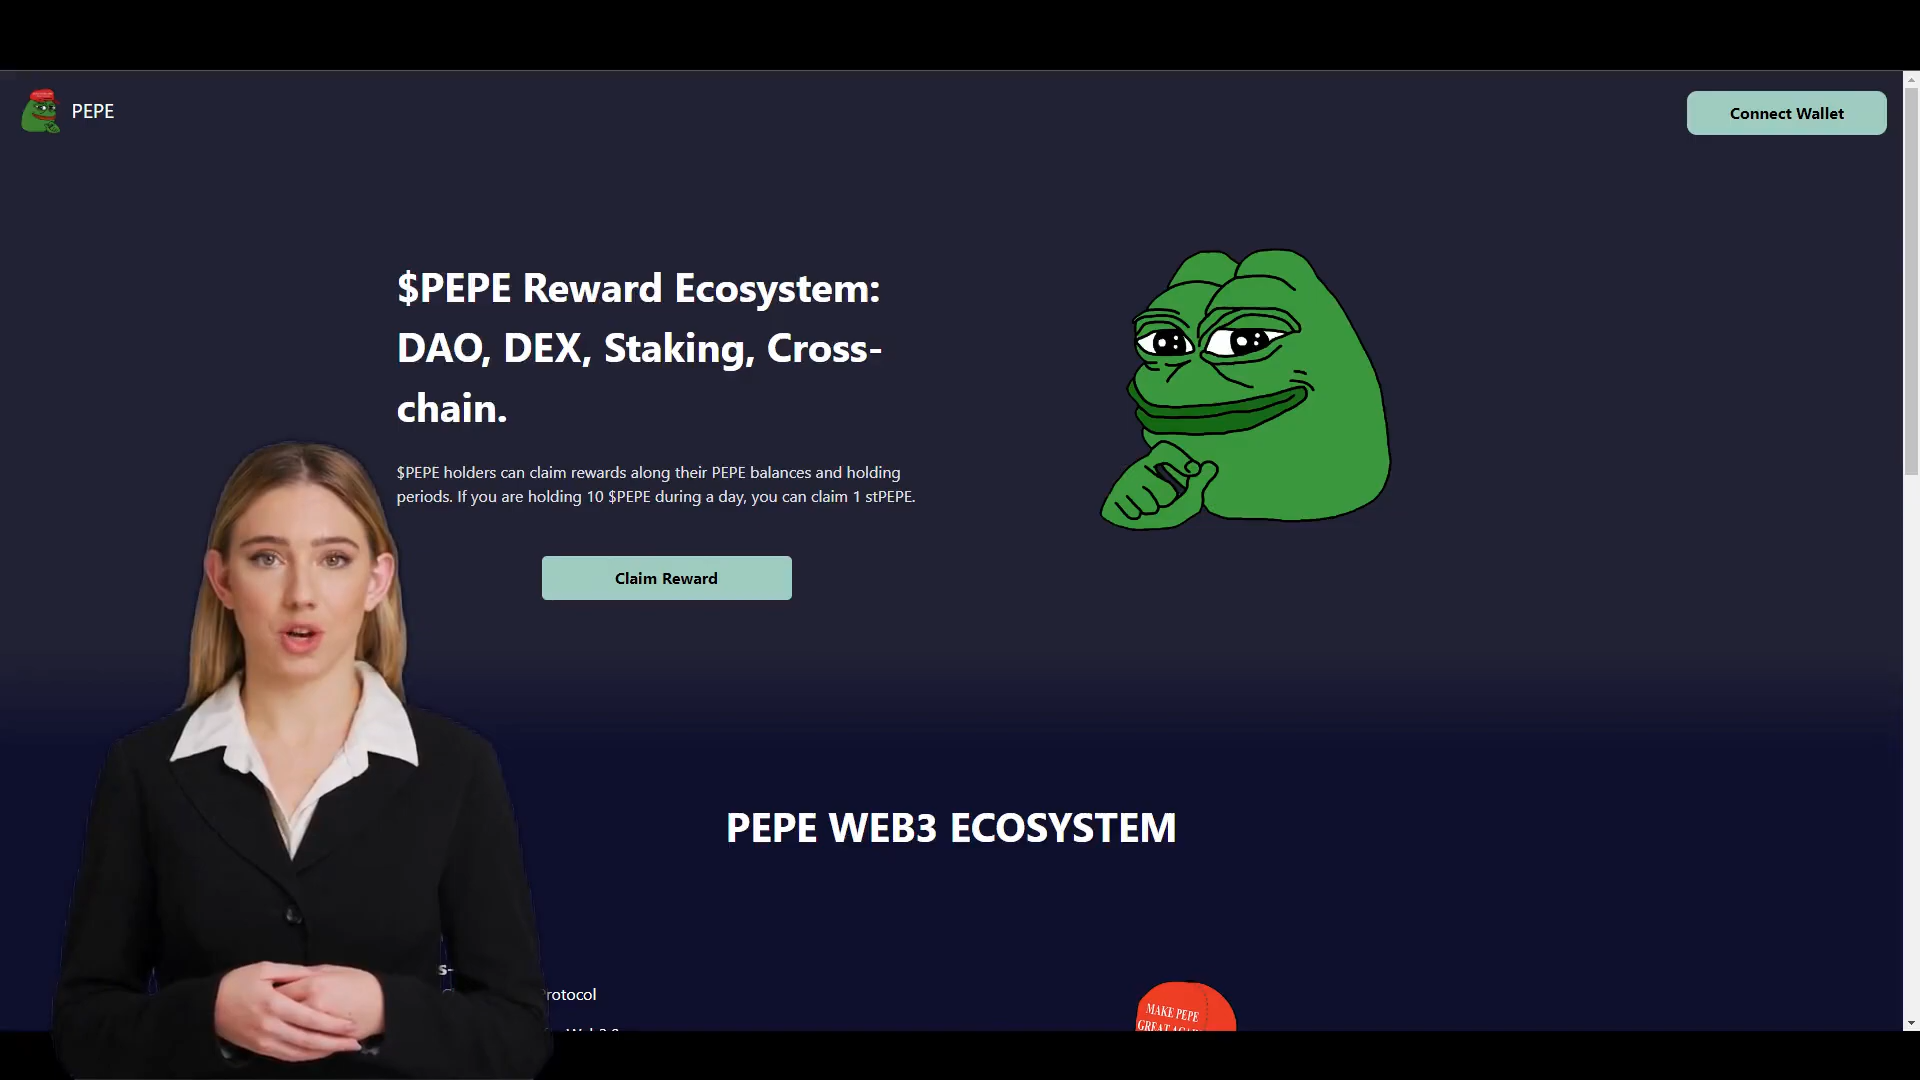 PEPE
Connect Wallet
$PEPE Reward Ecosystem:
DAO, DEX, Staking, Cross-
chain.
$PEPE holders can claim rewards along their PEPE balances and holding
periods. If you are holding 10 $PEPE during a day, you can claim 1 stPEPE.
Claim Reward
PEPE WEB3 ECOSYSTEM
s-
rotocol
MAKE PEPE
GREAT AGAIN